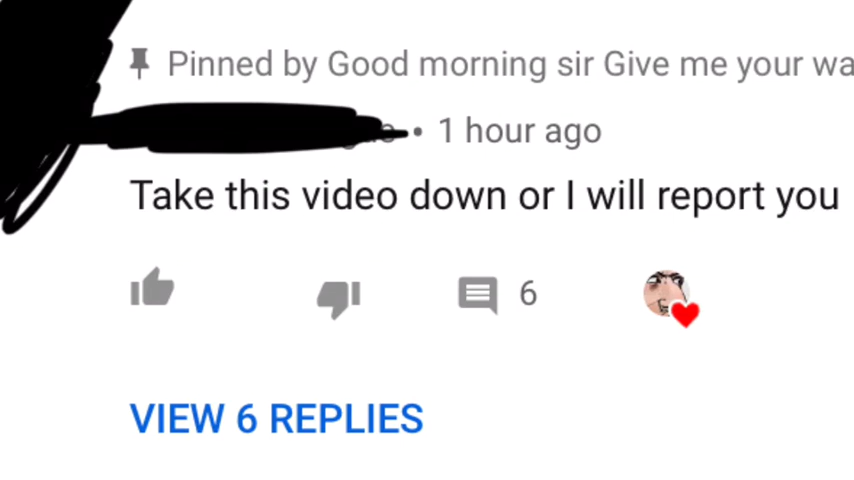 Pinned by Good morning sir Give me your wa
• 1 hour ago
Take this video down or I will report you
6
VIEW 6 REPLIES